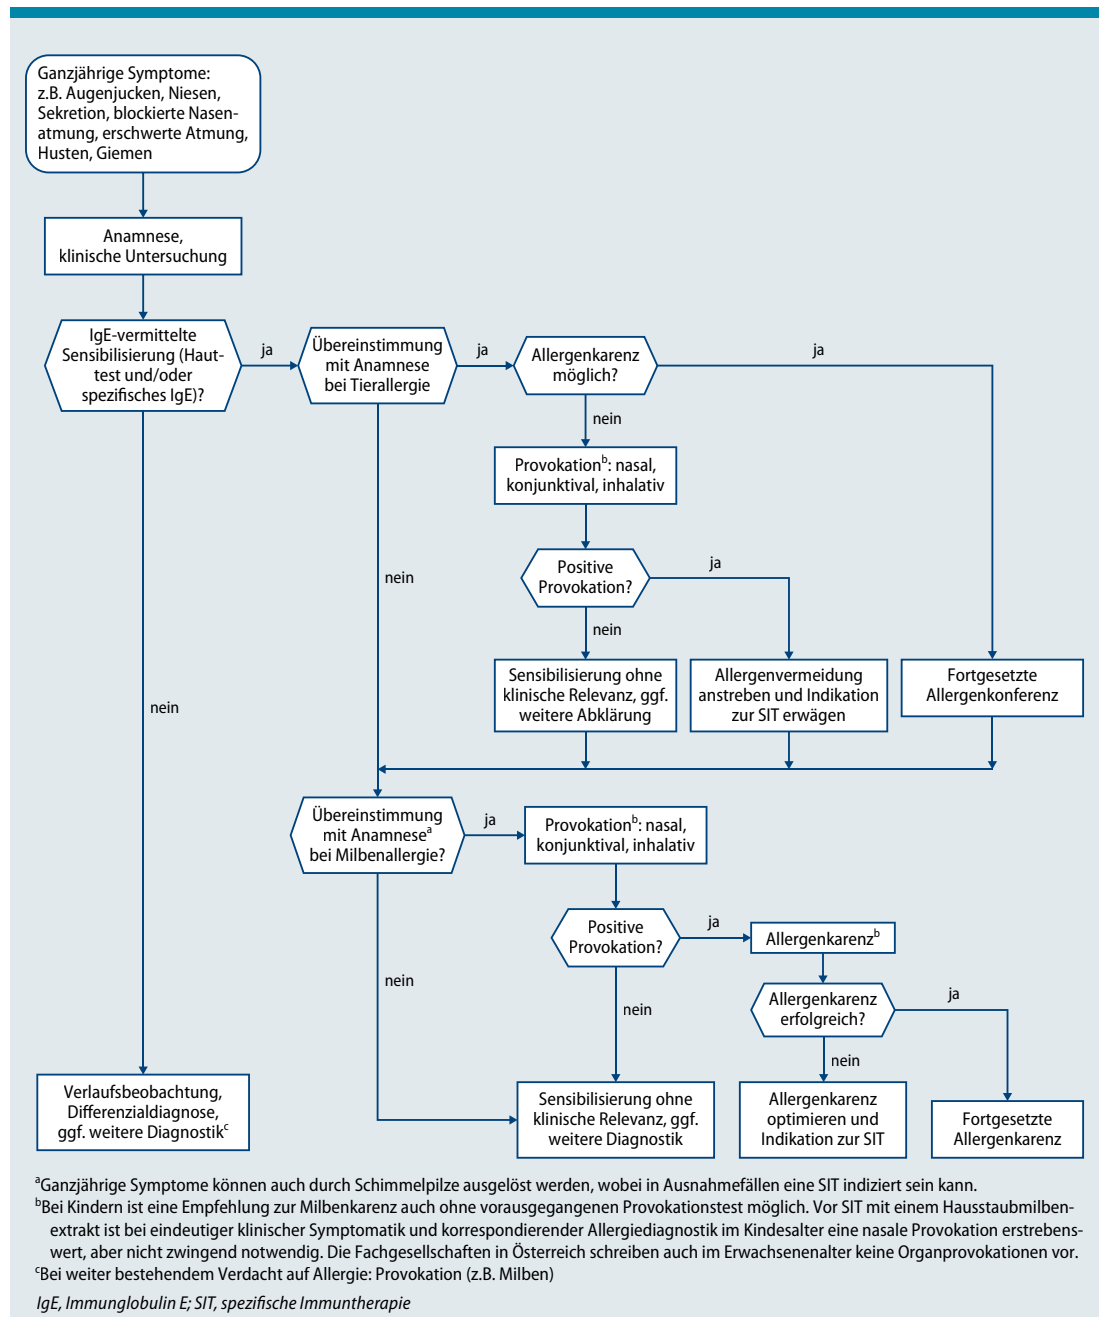 Ganzjährige Symptome:
z.B. Augenjucken, Niesen,
Sekretion, blockierte Nasen-
atmung, erschwerte Atmung,
Husten, Giemen
Anamnese,
klinische Untersuchung
IgE-vermittelte
Sensibilisierung (Haut-
test und/oder
spezifisches IgE)?
ja
Übereinstimmung
mit Anamnese
bei Tierallergie
ja
Allergenkarenz
möglich?
ja
nein
Provokationᵇ: nasal,
konjunktival, inhalativ
Positive
Provokation?
ja
nein
nein
Sensibilisierung ohne
klinische Relevanz, ggf.
weitere Abklärung
Allergenvermeidung
anstreben und Indikation
zur SIT erwägen
Fortgesetzte
Allergenkonferenz
nein
Übereinstimmung
mit Anamneseᵃ
bei Milbenallergie?
ja
Provokationᵇ: nasal,
konjunktival, inhalativ
Positive
Provokation?
ja
Allergenkarenzᵇ
nein
nein
Allergenkarenz
erfolgreich?
ja
nein
Verlaufsbeobachtung,
Differenzialdiagnose,
ggf. weitere Diagnostikᶜ
Sensibilisierung ohne
klinische Relevanz, ggf.
weitere Diagnostik
Allergenkarenz
optimieren und
Indikation zur SIT
Fortgesetzte
Allergenkarenz
ᵃGanzjährige Symptome können auch durch Schimmelpilze ausgelöst werden, wobei in Ausnahmefällen eine SIT indiziert sein kann.
ᵇBei Kindern ist eine Empfehlung zur Milbenkarenz auch ohne vorausgegangenen Provokationstest möglich. Vor SIT mit einem Hausstaubmilben-
extrakt ist bei eindeutiger klinischer Symptomatik und korrespondierender Allergiediagnostik im Kindesalter eine nasale Provokation erstrebens-
wert, aber nicht zwingend notwendig. Die Fachgesellschaften in Österreich schreiben auch im Erwachsenenalter keine Organprovokationen vor.
ᶜBei weiter bestehendem Verdacht auf Allergie: Provokation (z.B. Milben)
IgE, Immunglobulin E; SIT, spezifische Immuntherapie